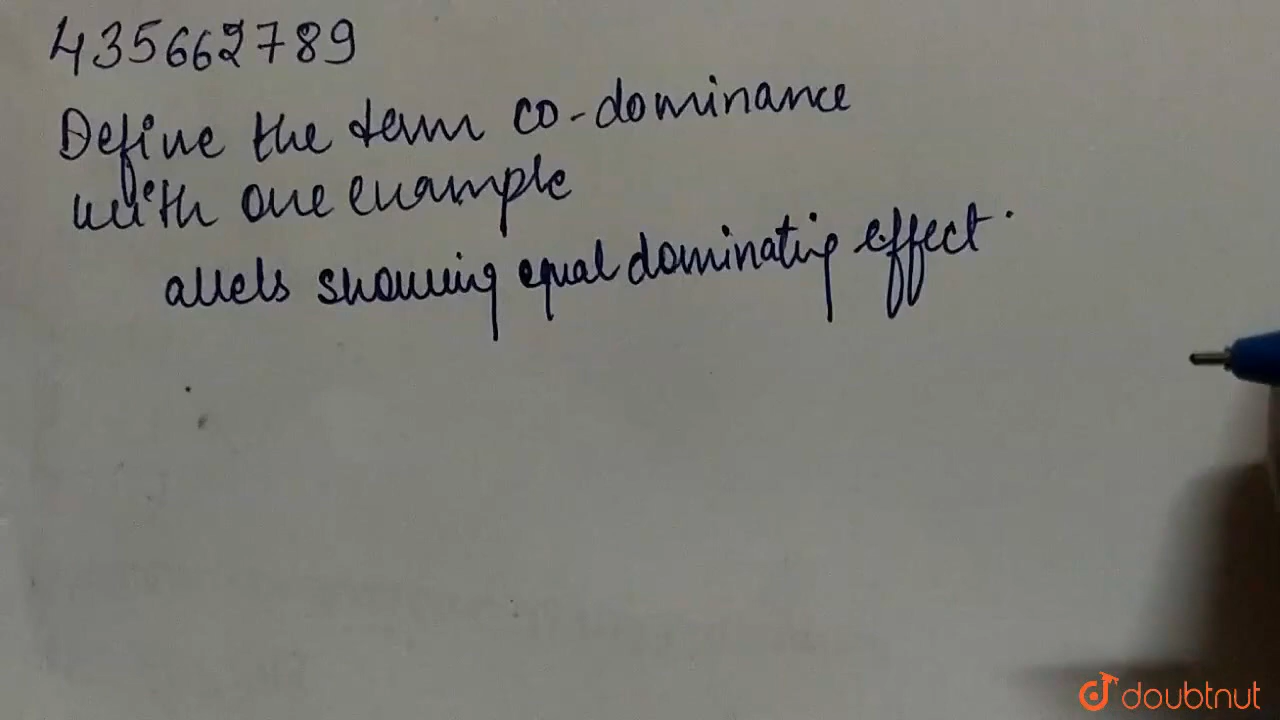 435662789
Define the term co-dominance
with one example
allels showing equal dominating effect.
doubtnut